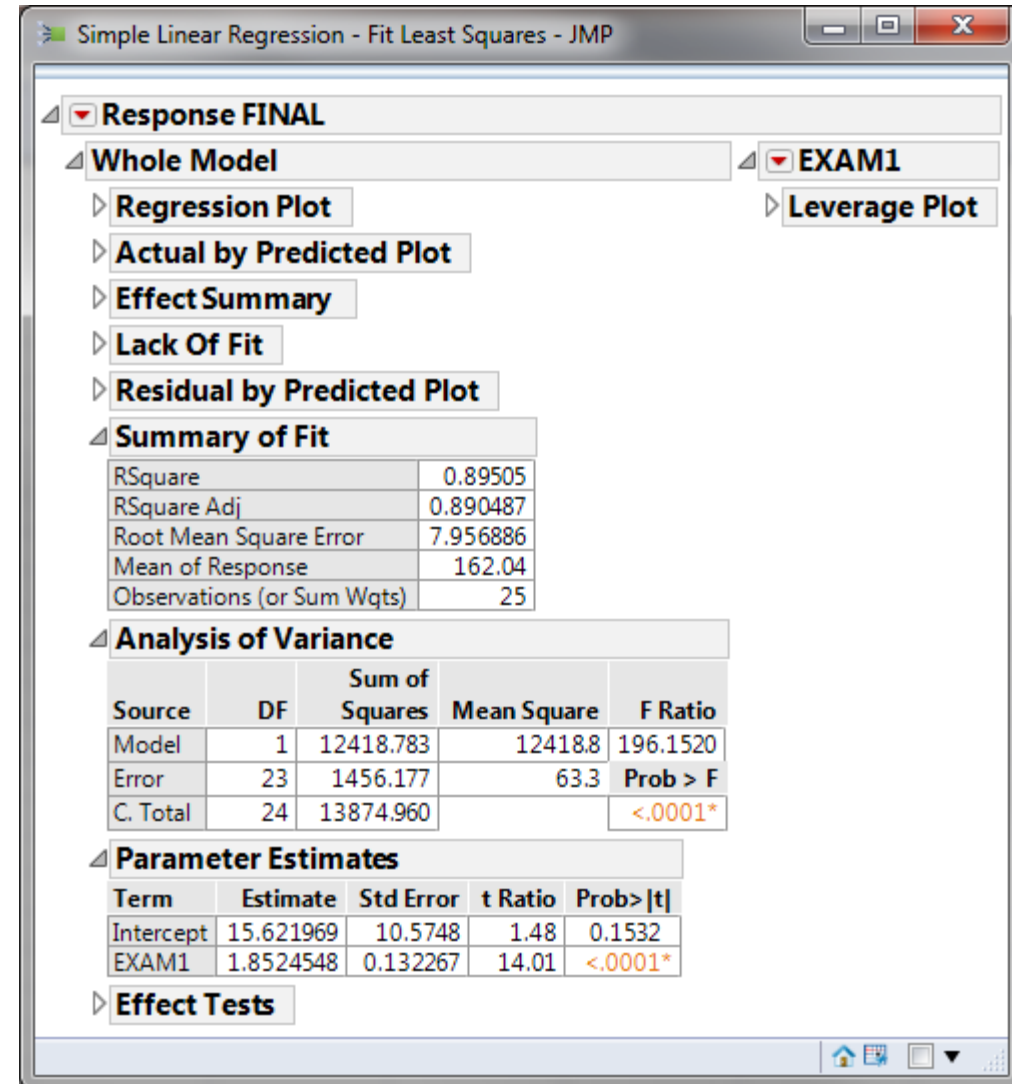 Simple Linear Regression - Fit Least Squares - JMP
Response FINAL
Whole Model
Regression Plot
Actual by Predicted Plot
Effect Summary
Lack Of Fit
Residual by Predicted Plot
Summary of Fit
RSquare 0.89505
RSquare Adj 0.890487
Root Mean Square Error 7.956886
Mean of Response 162.04
Observations (or Sum Wgts) 25
Analysis of Variance
Source DF Sum of Squares Mean Square F Ratio
Model 1 12418.783 12418.8 196.1520
Error 23 1456.177 63.3 Prob > F
C. Total 24 13874.960 <.0001*
Parameter Estimates
Term Estimate Std Error t Ratio Prob>|t|
Intercept 15.621969 10.5748 1.48 0.1532
EXAM1 1.8524548 0.132267 14.01 <.0001*
Effect Tests
EXAM1
Leverage Plot